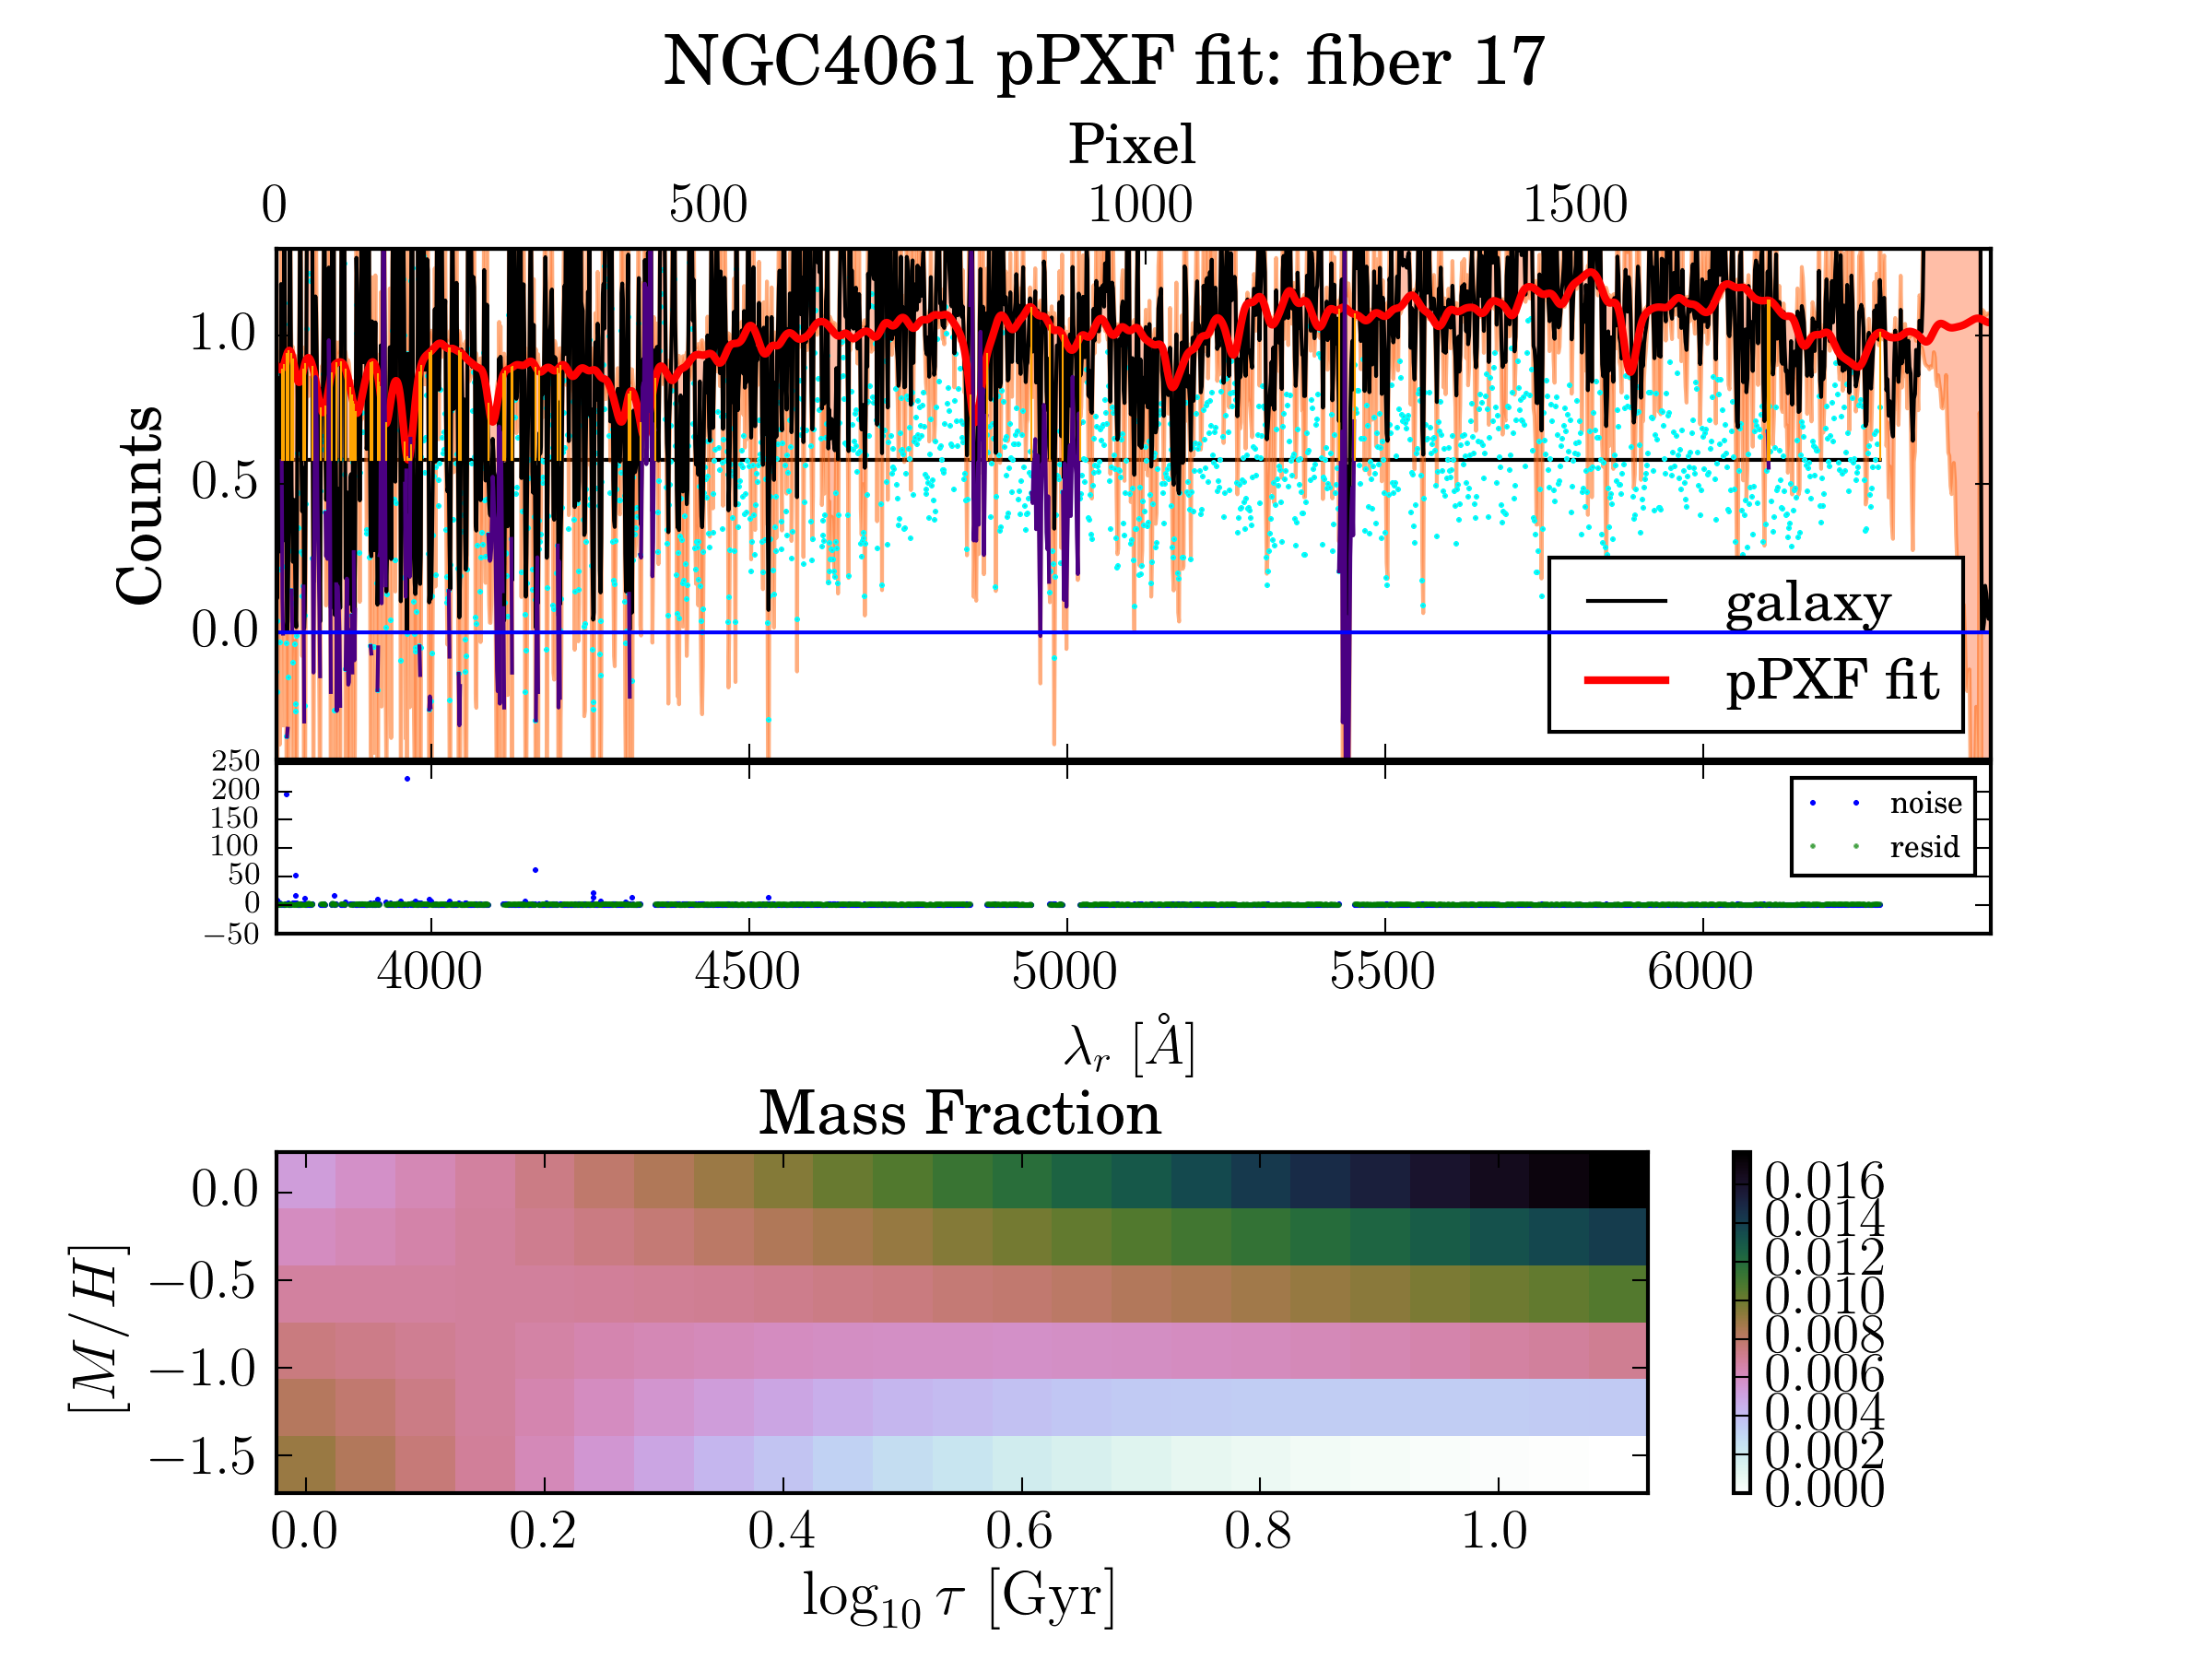 NGC4061 pPXF fit: fiber 17
Pixel
0 500 1000 1500
Counts
1.0
0.5
0.0
galaxy
pPXF fit
250
200
150
100
50
0
−50
noise
resid
4000 4500 5000 5500 6000
λr [Å]
Mass Fraction
[M/H]
0.0
−0.5
−1.0
−1.5
0.0 0.2 0.4 0.6 0.8 1.0
log10 τ [Gyr]
0.016
0.014
0.012
0.010
0.008
0.006
0.004
0.002
0.000